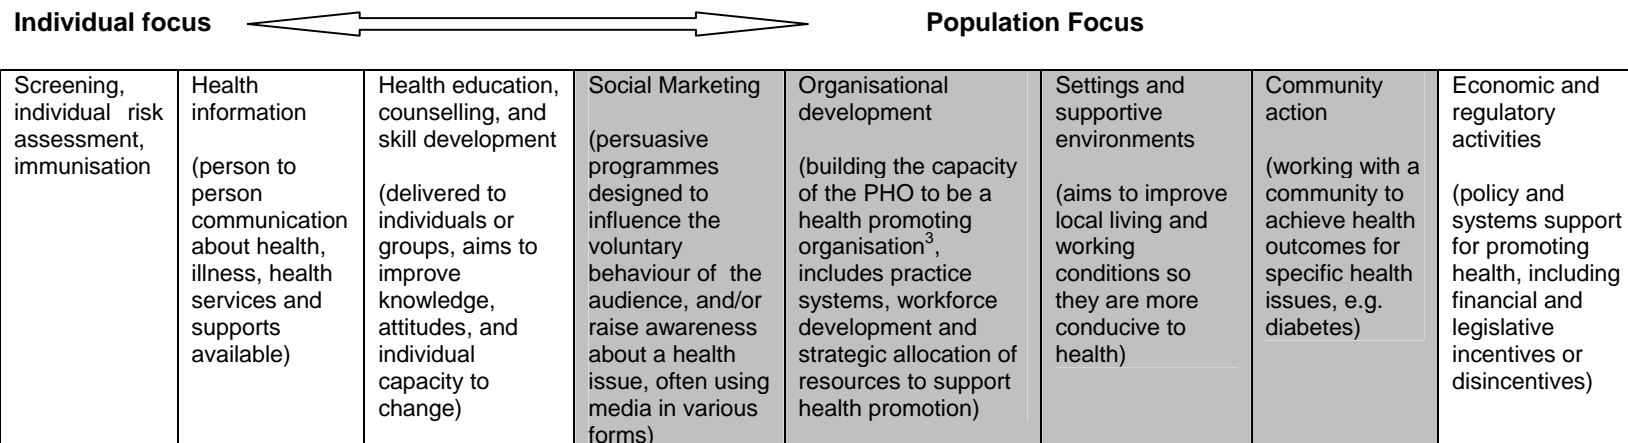 Individual focus
Population Focus
Screening,
individual risk
assessment,
immunisation
Health
information
(person to
person
communication
about health,
illness, health
services and
supports
available)
Health education,
counselling, and
skill development
(delivered to
individuals or
groups, aims to
improve
knowledge,
attitudes, and
individual
capacity to
change)
Social Marketing
(persuasive
programmes
designed to
influence the
voluntary
behaviour of the
audience, and/or
raise awareness
about a health
issue, often using
media in various
forms)
Organisational
development
(building the capacity
of the PHO to be a
health promoting
organisation³,
includes practice
systems, workforce
development and
strategic allocation of
resources to support
health promotion)
Settings and
supportive
environments
(aims to improve
local living and
working
conditions so
they are more
conducive to
health)
Community
action
(working with a
community to
achieve health
outcomes for
specific health
issues, e.g.
diabetes)
Economic and
regulatory
activities
(policy and
systems support
for promoting
health, including
financial and
legislative
incentives or
disincentives)